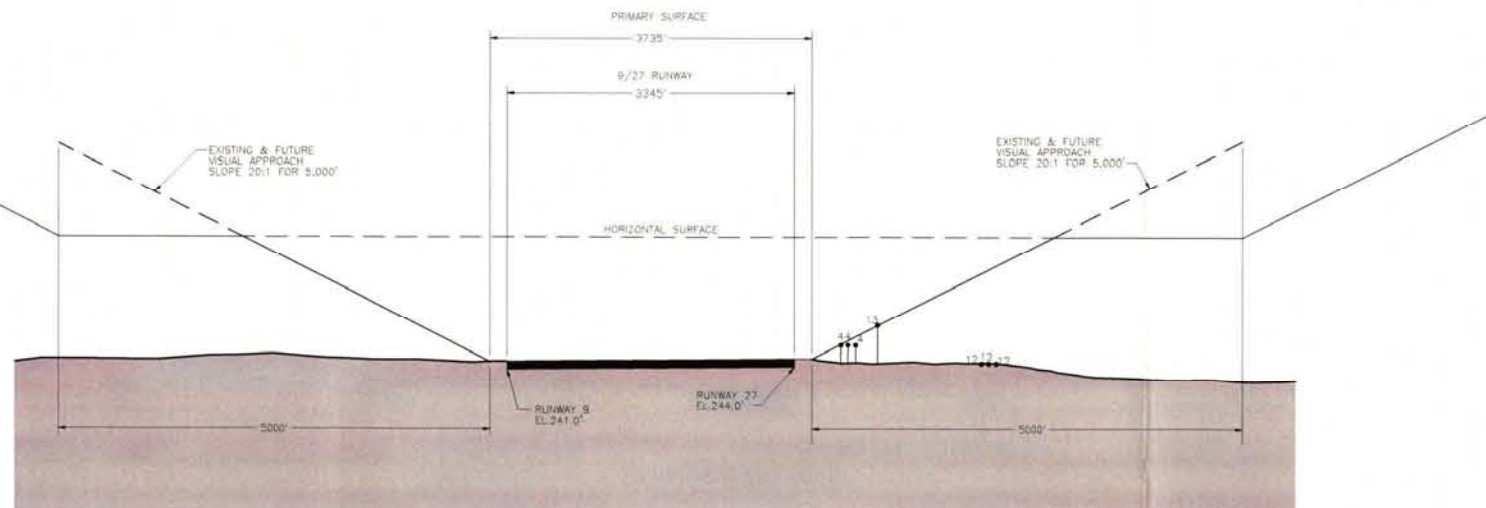 PRIMARY SURFACE
3735'
9/27 RUNWAY
3345'
EXISTING & FUTURE
VISUAL APPROACH
SLOPE 20:1 FOR 5,000'
EXISTING & FUTURE
VISUAL APPROACH
SLOPE 20:1 FOR 5,000'
HORIZONTAL SURFACE
13
4
4
4
12
12
12
RUNWAY 9
EL.241.0'
RUNWAY 27
EL.244.0'
5000'
5000'